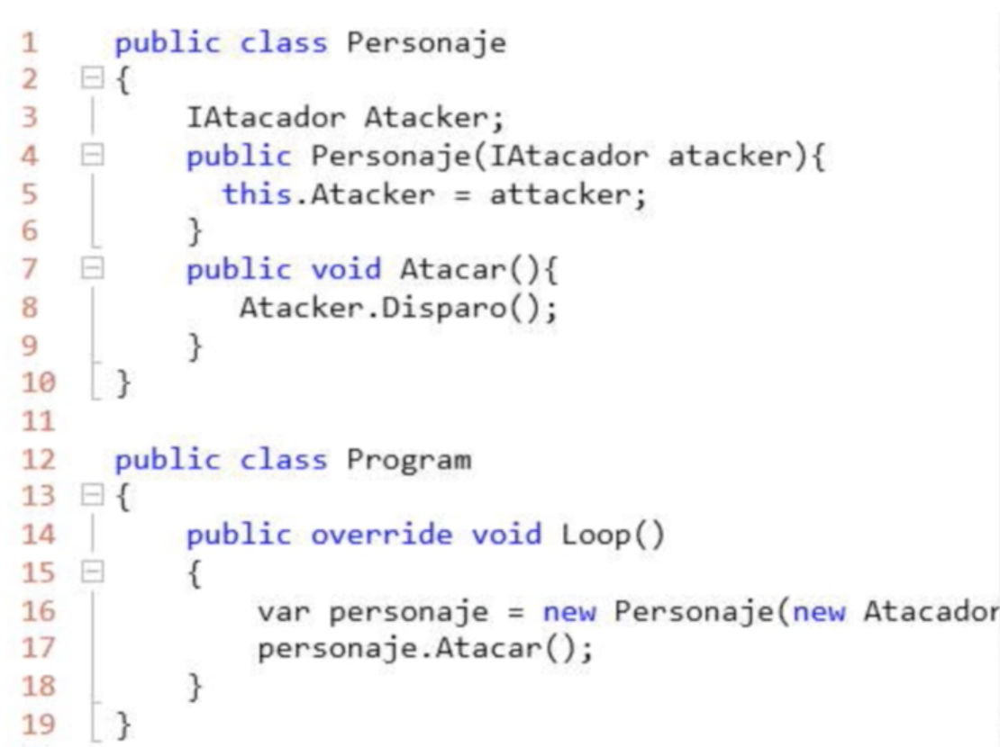 1 public class Personaje
2 {
3 IAtacador Atacker;
4 public Personaje(IAtacador atacker){
5 this.Atacker = attacker;
6 }
7 public void Atacar(){
8 Atacker.Disparo();
9 }
10 }
11
12 public class Program
13 {
14 public override void Loop()
15 {
16 var personaje = new Personaje(new Atacador
17 personaje.Atacar();
18 }
19 }